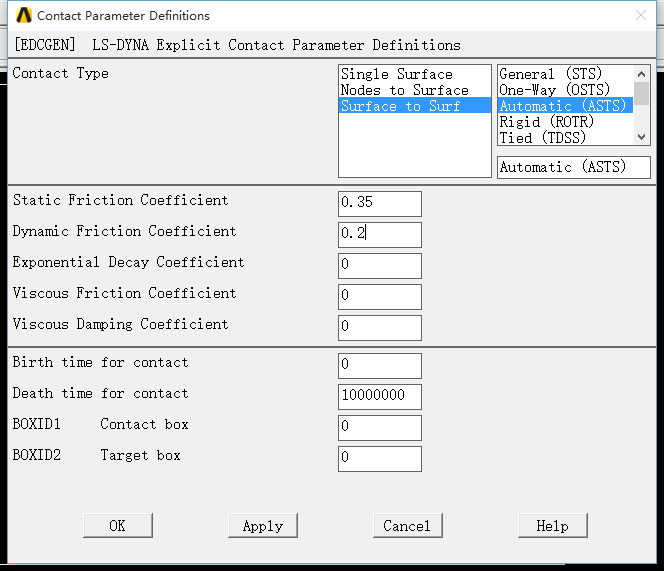 Contact Parameter Definitions
[EDCGEN] LS-DYNA Explicit Contact Parameter Definitions
Contact Type
Single Surface
Nodes to Surface
Surface to Surf
General (STS)
One-Way (OSTS)
Automatic (ASTS)
Rigid (ROTR)
Tied (TDSS)
Automatic (ASTS)
Static Friction Coefficient 0.35
Dynamic Friction Coefficient 0.2
Exponential Decay Coefficient 0
Viscous Friction Coefficient 0
Viscous Damping Coefficient 0
Birth time for contact 0
Death time for contact 10000000
BOXID1 Contact box 0
BOXID2 Target box 0
OK Apply Cancel Help